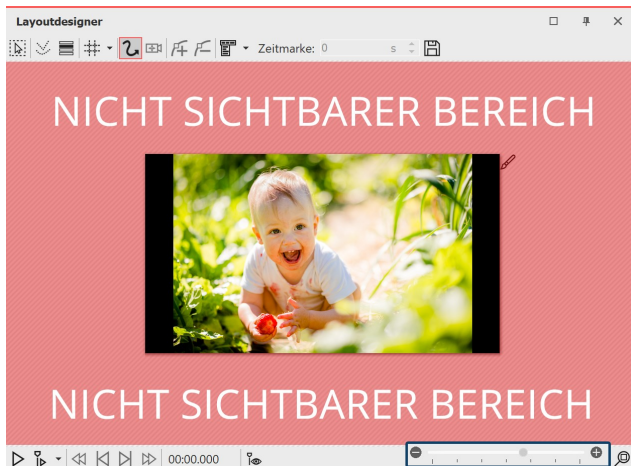 Layoutdesigner
Zeitmarke: 0 s
NICHT SICHTBARER BEREICH
NICHT SICHTBARER BEREICH
00:00.000